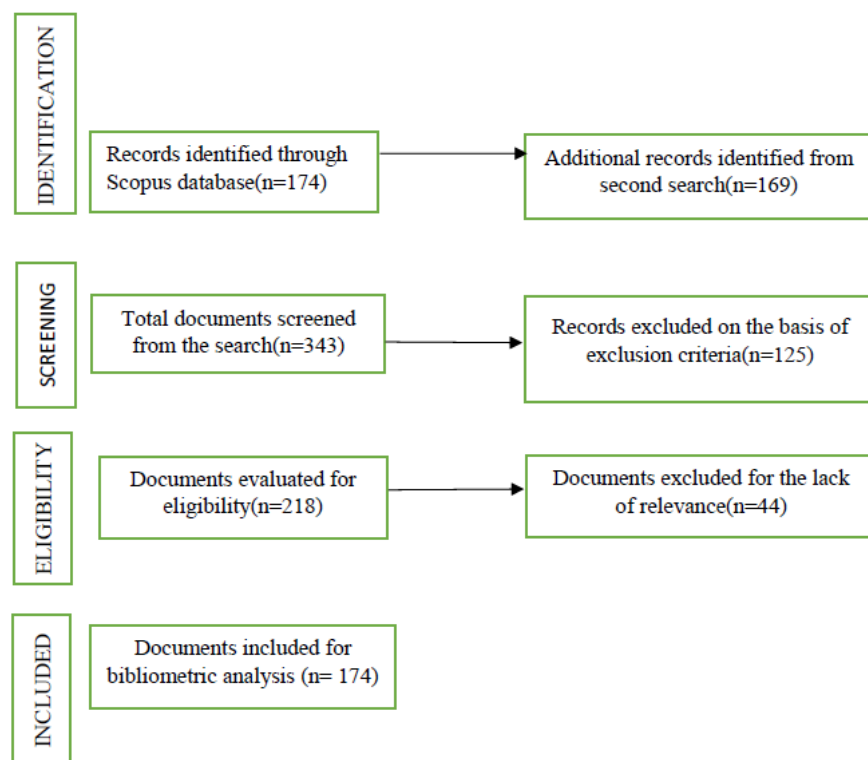 IDENTIFICATION
Records identified through
Scopus database(n=174)
Additional records identified from
second search(n=169)
SCREENING
Total documents screened
from the search(n=343)
Records excluded on the basis of
exclusion criteria(n=125)
ELIGIBILITY
Documents evaluated for
eligibility(n=218)
Documents excluded for the lack
of relevance(n=44)
INCLUDED
Documents included for
bibliometric analysis (n= 174)